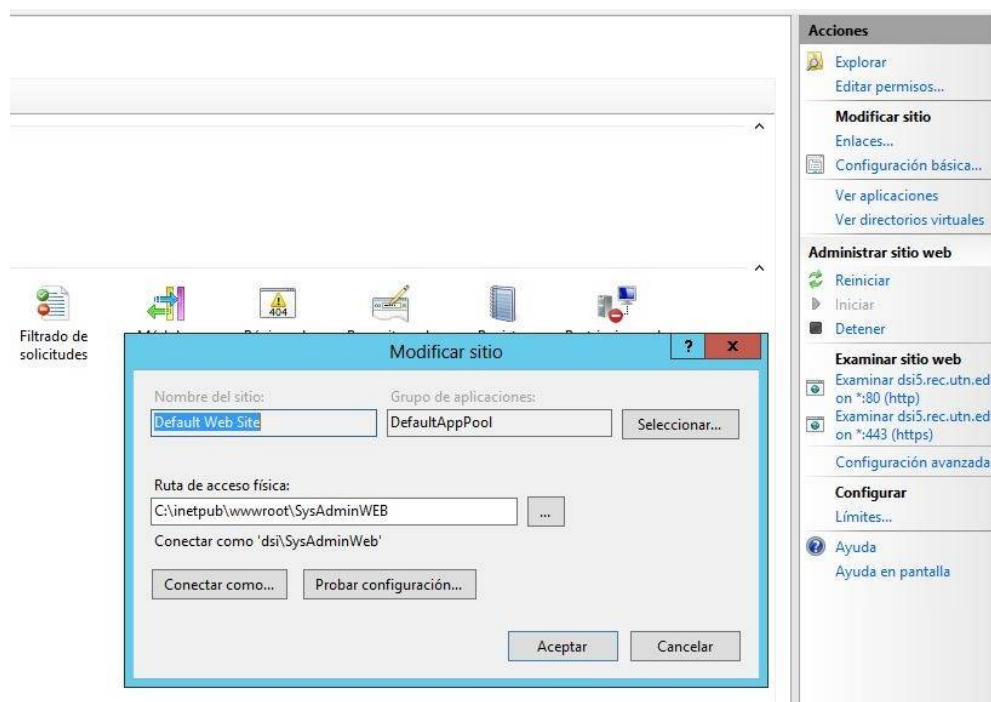 Acciones
Explorar
Editar permisos...
Modificar sitio
Enlaces...
Configuración básica...
Ver aplicaciones
Ver directorios virtuales
Administrar sitio web
Reiniciar
Iniciar
Detener
Examinar sitio web
Examinar dsi5.rec.utn.ed
on *:80 (http)
Examinar dsi5.rec.utn.ed
on *:443 (https)
Configuración avanzada
Configurar
Límites...
Ayuda
Ayuda en pantalla
404
Filtrado de
solicitudes
Modificar sitio
? x
Nombre del sitio: Grupo de aplicaciones:
Default Web Site DefaultAppPool Seleccionar...
Ruta de acceso física:
C:\inetpub\wwwroot\SysAdminWEB ...
Conectar como 'dsi\SysAdminWeb'
Conectar como... Probar configuración...
Aceptar Cancelar